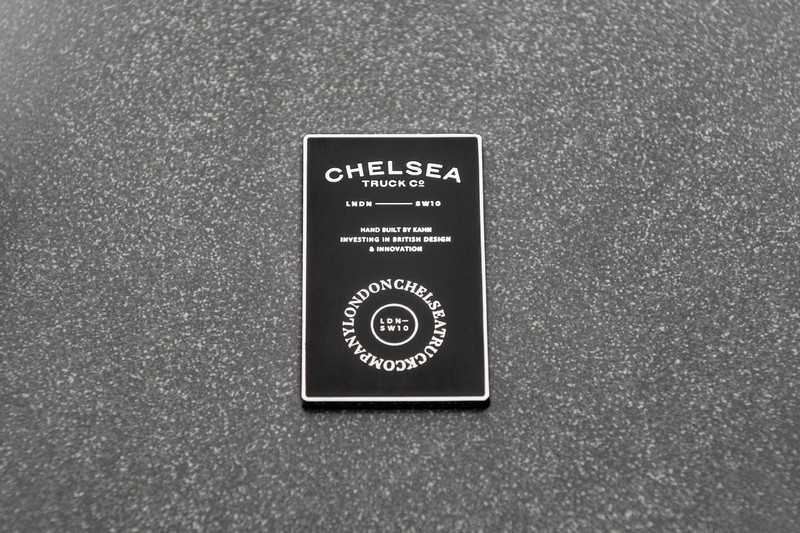 CHELSEA
TRUCK Cº
LNDN — SW10
HAND BUILT BY KAHN
INVESTING IN BRITISH DESIGN
& INNOVATION
LONDONCHELSEATRUCKCOMPANY
LDN—
SW10